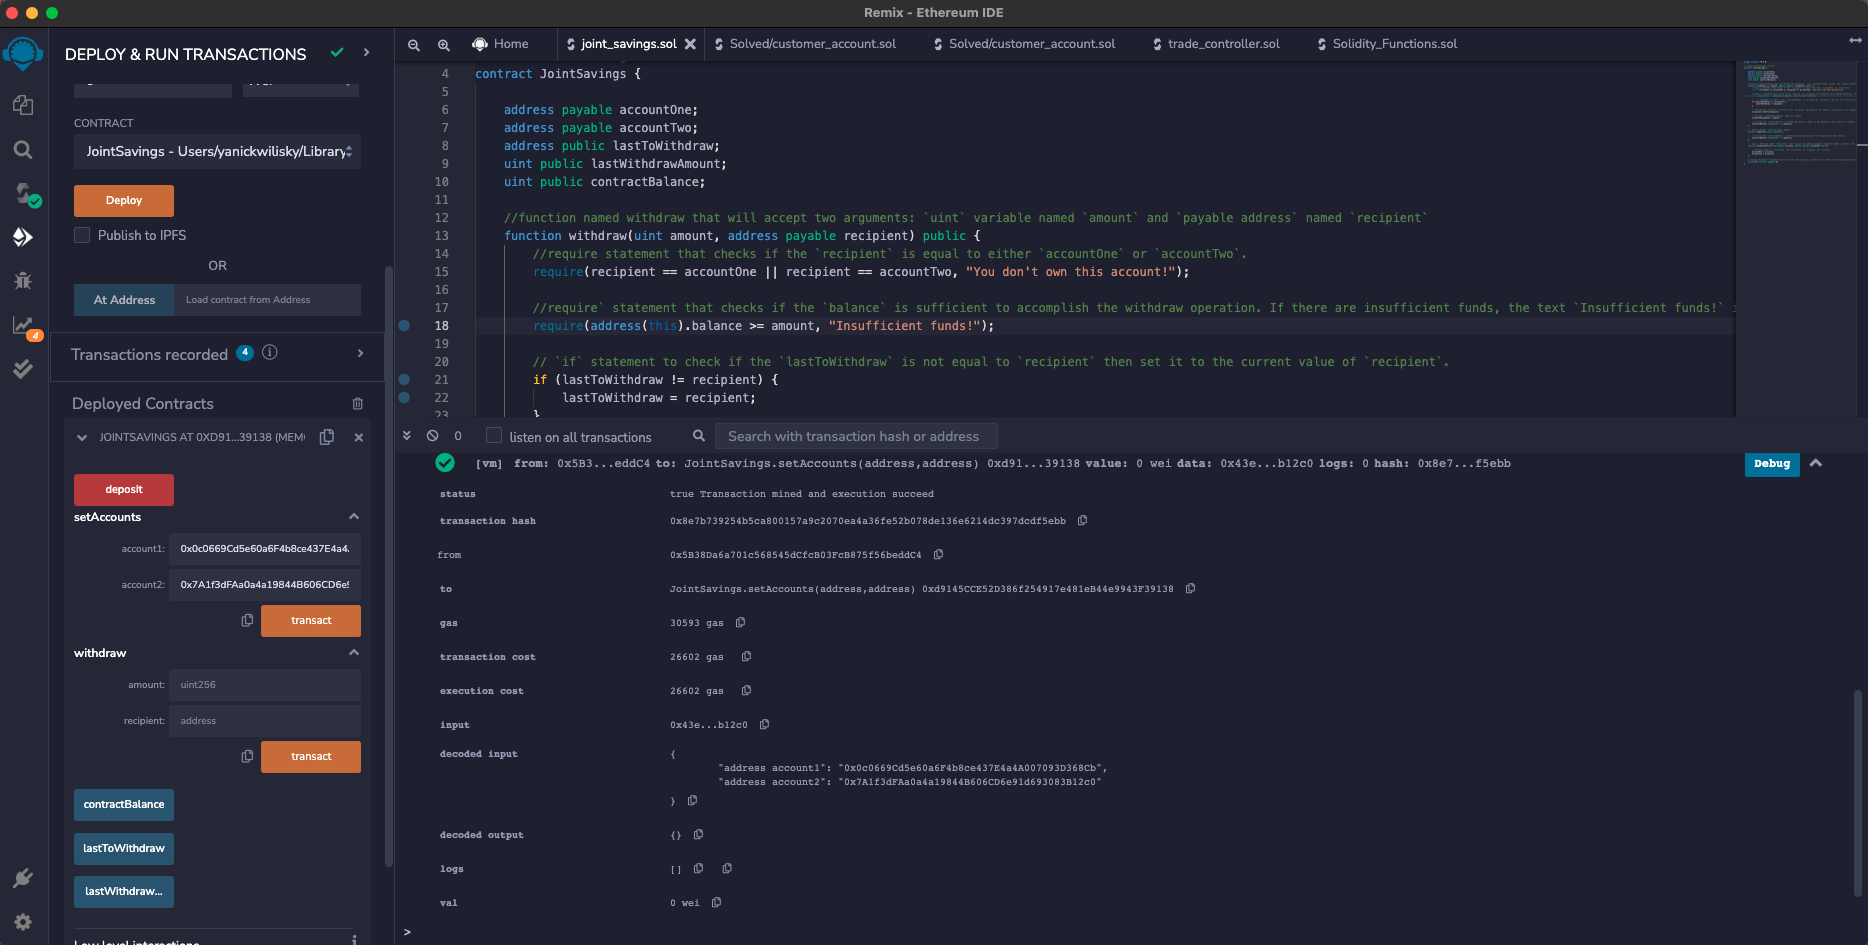 Remix - Ethereum IDE
DEPLOY & RUN TRANSACTIONS
CONTRACT
JointSavings - Users/yanickwilisky/Library
Deploy
Publish to IPFS
OR
At Address
Load contract from Address
Transactions recorded 4
Deployed Contracts
JOINTSAVINGS AT 0XD91...39138 (MEM
deposit
setAccounts
account1: 0x0c0669Cd5e60a6F4b8ce437E4a4
account2: 0x7A1f3dFAa0a4a19844B606CD6e9
transact
withdraw
amount: uint256
recipient: address
transact
contractBalance
lastToWithdraw
lastWithdraw...
Low level interactions
4
Home
joint_savings.sol
Solved/customer_account.sol
Solved/customer_account.sol
trade_controller.sol
Solidity_Functions.sol
4 contract JointSavings {
5
6 address payable accountOne;
7 address payable accountTwo;
8 address public lastToWithdraw;
9 uint public lastWithdrawAmount;
10 uint public contractBalance;
11
12 //function named withdraw that will accept two arguments: `uint` variable named `amount` and `payable address` named `recipient`
13 function withdraw(uint amount, address payable recipient) public {
14 //require statement that checks if the `recipient` is equal to either `accountOne` or `accountTwo`.
15 require(recipient == accountOne || recipient == accountTwo, "You don't own this account!");
16
17 //require` statement that checks if the `balance` is sufficient to accomplish the withdraw operation. If there are insufficient funds, the text `Insufficient funds!`
18 require(address(this).balance >= amount, "Insufficient funds!");
19
20 // `if` statement to check if the `lastToWithdraw` is not equal to `recipient` then set it to the current value of `recipient`.
21 if (lastToWithdraw != recipient) {
22 lastToWithdraw = recipient;
23 }
0
listen on all transactions
Search with transaction hash or address
[vm] from: 0x5B3...eddC4 to: JointSavings.setAccounts(address,address) 0xd91...39138 value: 0 wei data: 0x43e...b12c0 logs: 0 hash: 0x8e7...f5ebb
Debug
status true Transaction mined and execution succeed
transaction hash 0x8e7b739254b5ca800157a9c2070ea4a36fe52b078de136e6214dc397dcdf5ebb
from 0x5B38Da6a701c568545dCfcB03FcB875f56beddC4
to JointSavings.setAccounts(address,address) 0xd9145CCE52D386f254917e481eB44e9943F39138
gas 30593 gas
transaction cost 26602 gas
execution cost 26602 gas
input 0x43e...b12c0
decoded input {
"address account1": "0x0c0669Cd5e60a6F4b8ce437E4a4A007093D368Cb",
"address account2": "0x7A1f3dFAa0a4a19844B606CD6e91d693083B12c0"
}
decoded output {}
logs []
val 0 wei
>